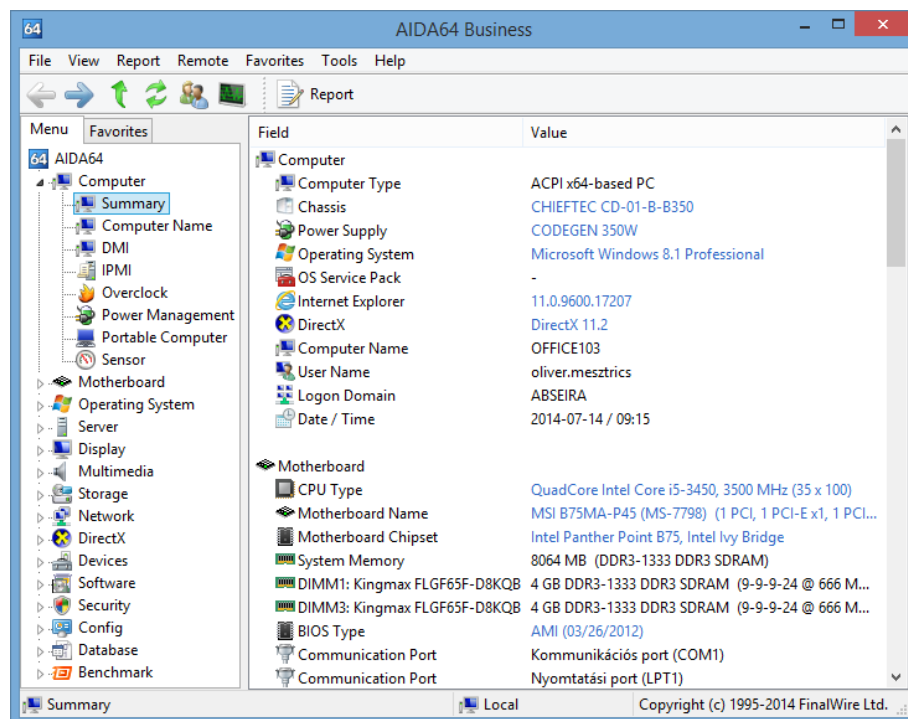 64 AIDA64 Business
File View Report Remote Favorites Tools Help
Report
Menu Favorites
64 AIDA64
Computer
Summary
Computer Name
DMI
IPMI
Overclock
Power Management
Portable Computer
Sensor
Motherboard
Operating System
Server
Display
Multimedia
Storage
Network
DirectX
Devices
Software
Security
Config
Database
Benchmark
Field Value
Computer
Computer Type ACPI x64-based PC
Chassis CHIEFTEC CD-01-B-B350
Power Supply CODEGEN 350W
Operating System Microsoft Windows 8.1 Professional
OS Service Pack -
Internet Explorer 11.0.9600.17207
DirectX DirectX 11.2
Computer Name OFFICE103
User Name oliver.mesztrics
Logon Domain ABSEIRA
Date / Time 2014-07-14 / 09:15
Motherboard
CPU Type QuadCore Intel Core i5-3450, 3500 MHz (35 x 100)
Motherboard Name MSI B75MA-P45 (MS-7798) (1 PCI, 1 PCI-E x1, 1 PCI...
Motherboard Chipset Intel Panther Point B75, Intel Ivy Bridge
System Memory 8064 MB (DDR3-1333 DDR3 SDRAM)
DIMM1: Kingmax FLGF65F-D8KQB 4 GB DDR3-1333 DDR3 SDRAM (9-9-9-24 @ 666 M...
DIMM3: Kingmax FLGF65F-D8KQB 4 GB DDR3-1333 DDR3 SDRAM (9-9-9-24 @ 666 M...
BIOS Type AMI (03/26/2012)
Communication Port Kommunikációs port (COM1)
Communication Port Nyomtatási port (LPT1)
Summary Local Copyright (c) 1995-2014 FinalWire Ltd.